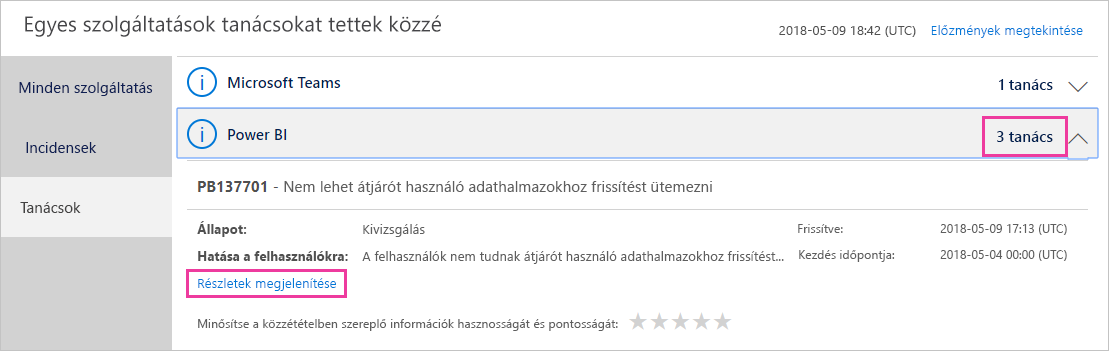 Egyes szolgáltatások tanácsokat tettek közzé
2018-05-09 18:42 (UTC) Előzmények megtekintése
Minden szolgáltatás
Incidensek
Tanácsok
Microsoft Teams 1 tanács
Power BI 3 tanács
PB137701 - Nem lehet átjárót használó adathalmazokhoz frissítést ütemezni
Állapot: Kivizsgálás Frissítve: 2018-05-09 17:13 (UTC)
Hatása a felhasználókra: A felhasználók nem tudnak átjárót használó adathalmazokhoz frissítést... Kezdés időpontja: 2018-05-04 00:00 (UTC)
Részletek megjelenítése
Minősítse a közzétételben szereplő információk hasznosságát és pontosságát: